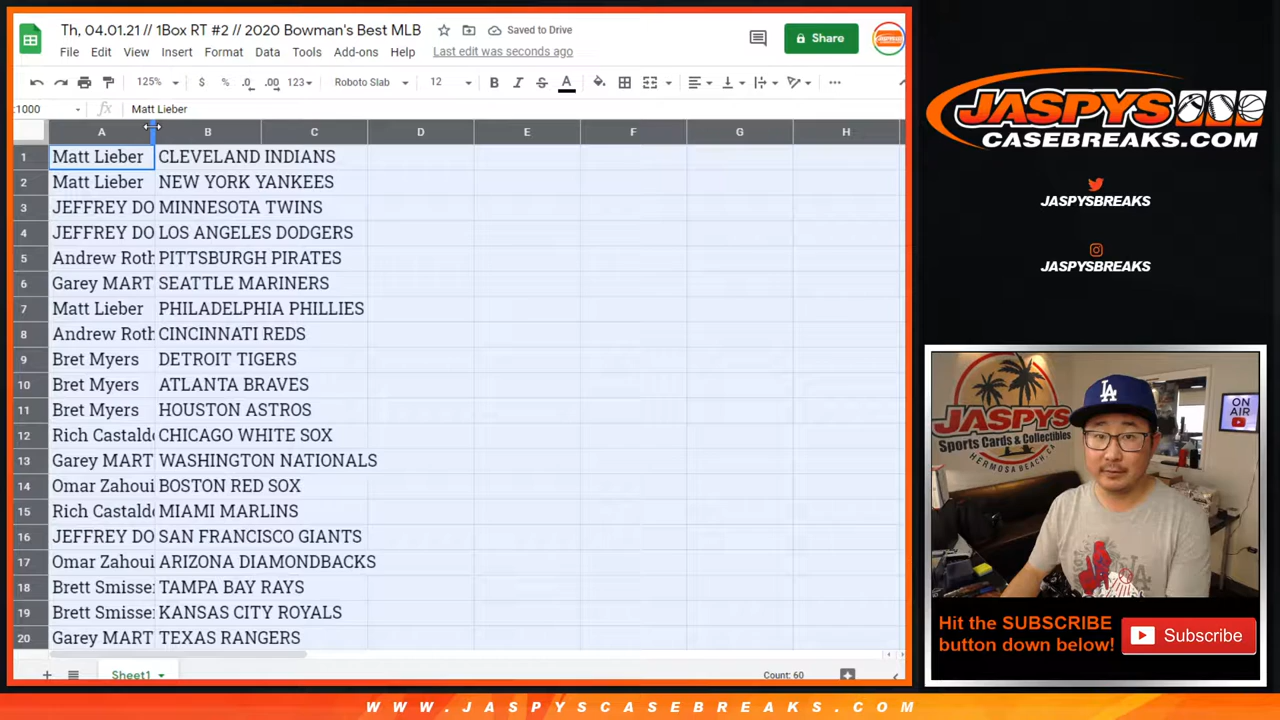 Th, 04.01.21 // 1Box RT #2 // 2020 Bowman's Best MLB
Saved to Drive
Share
File Edit View Insert Format Data Tools Add-ons Help Last edit was seconds ago
125% $ % .0 .00 123 Roboto Slab 12 B I S A
:1000 fx Matt Lieber
A B C D E F G H
1 Matt Lieber CLEVELAND INDIANS
2 Matt Lieber NEW YORK YANKEES
3 JEFFREY DO MINNESOTA TWINS
4 JEFFREY DO LOS ANGELES DODGERS
5 Andrew Roth PITTSBURGH PIRATES
6 Garey MART SEATTLE MARINERS
7 Matt Lieber PHILADELPHIA PHILLIES
8 Andrew Roth CINCINNATI REDS
9 Bret Myers DETROIT TIGERS
10 Bret Myers ATLANTA BRAVES
11 Bret Myers HOUSTON ASTROS
12 Rich Castaldo CHICAGO WHITE SOX
13 Garey MART WASHINGTON NATIONALS
14 Omar Zahoui BOSTON RED SOX
15 Rich Castaldo MIAMI MARLINS
16 JEFFREY DO SAN FRANCISCO GIANTS
17 Omar Zahoui ARIZONA DIAMONDBACKS
18 Brett Smisse TAMPA BAY RAYS
19 Brett Smisse KANSAS CITY ROYALS
20 Garey MART TEXAS RANGERS
Sheet1 Count: 60
JASPYS
CASEBREAKS.COM
JASPYSBREAKS
JASPYSBREAKS
JASPYS
Sports Cards & Collectibles
HERMOSA BEACH, CA
LA
ON
AIR
Hit the SUBSCRIBE
button down below!
Subscribe
WWW.JASPYSCASEBREAKS.COM